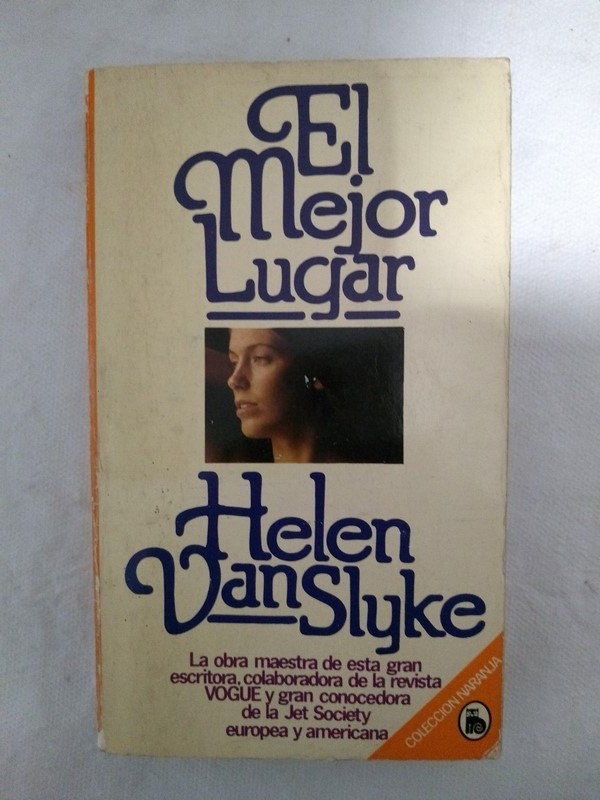 El
Mejor
Lugar
Helen
Van Slyke
La obra maestra de esta gran
escritora, colaboradora de la revista
VOGUE y gran conocedora
de la Jet Society
europea y americana
COLECCION NARANJA